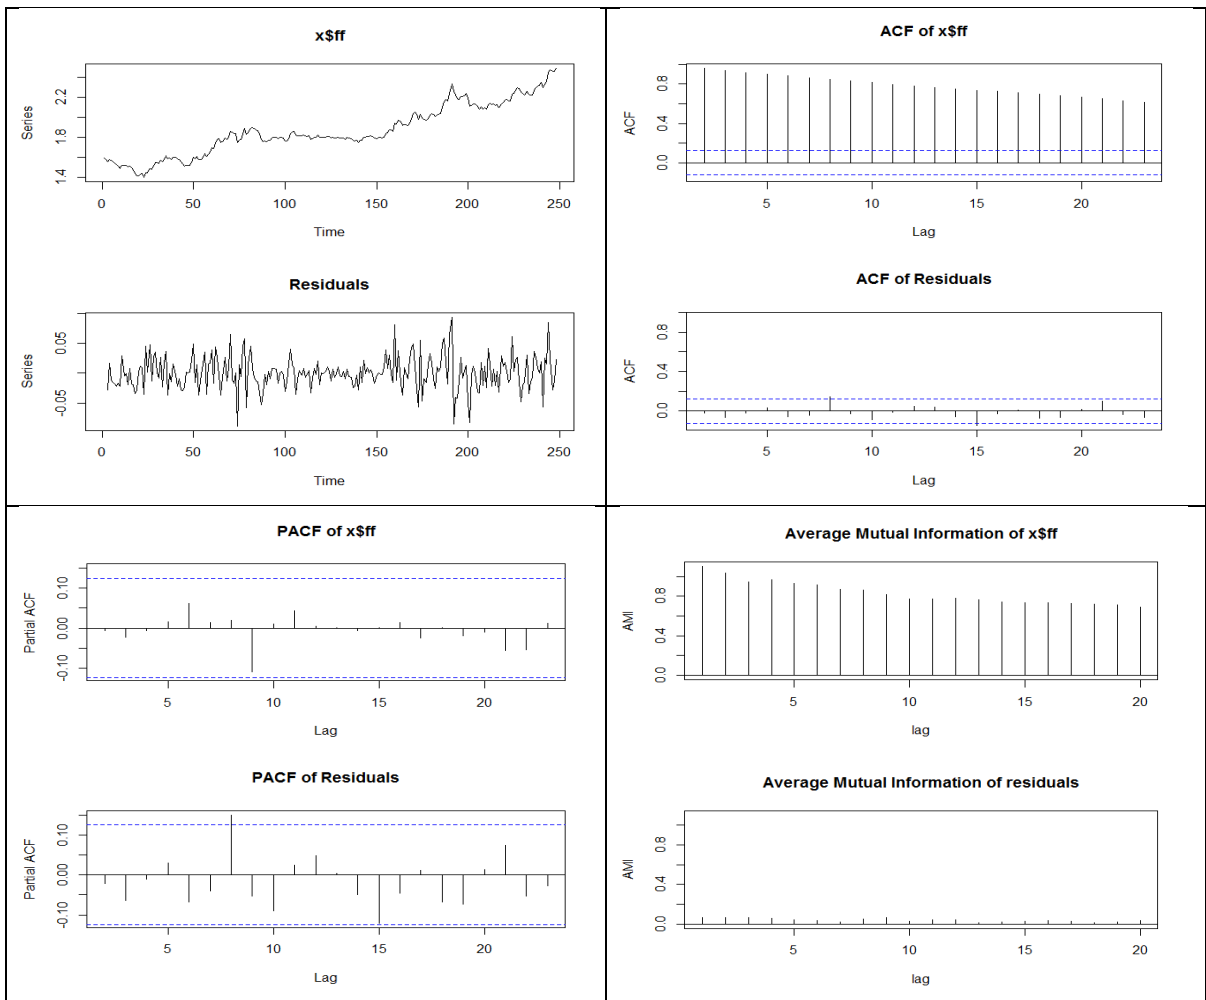 x$ff
Series
1.4 1.8 2.2
0 50 100 150 200 250
Time
Residuals
Series
-0.05 0.05
0 50 100 150 200 250
Time
ACF of x$ff
ACF
0.0 0.4 0.8
5 10 15 20
Lag
ACF of Residuals
ACF
0.0 0.4 0.8
5 10 15 20
Lag
PACF of x$ff
Partial ACF
-0.10 0.00 0.10
5 10 15 20
Lag
PACF of Residuals
Partial ACF
-0.10 0.00 0.10
5 10 15 20
Lag
Average Mutual Information of x$ff
AMI
0.0 0.4 0.8
5 10 15 20
lag
Average Mutual Information of residuals
AMI
0.0 0.4 0.8
5 10 15 20
lag